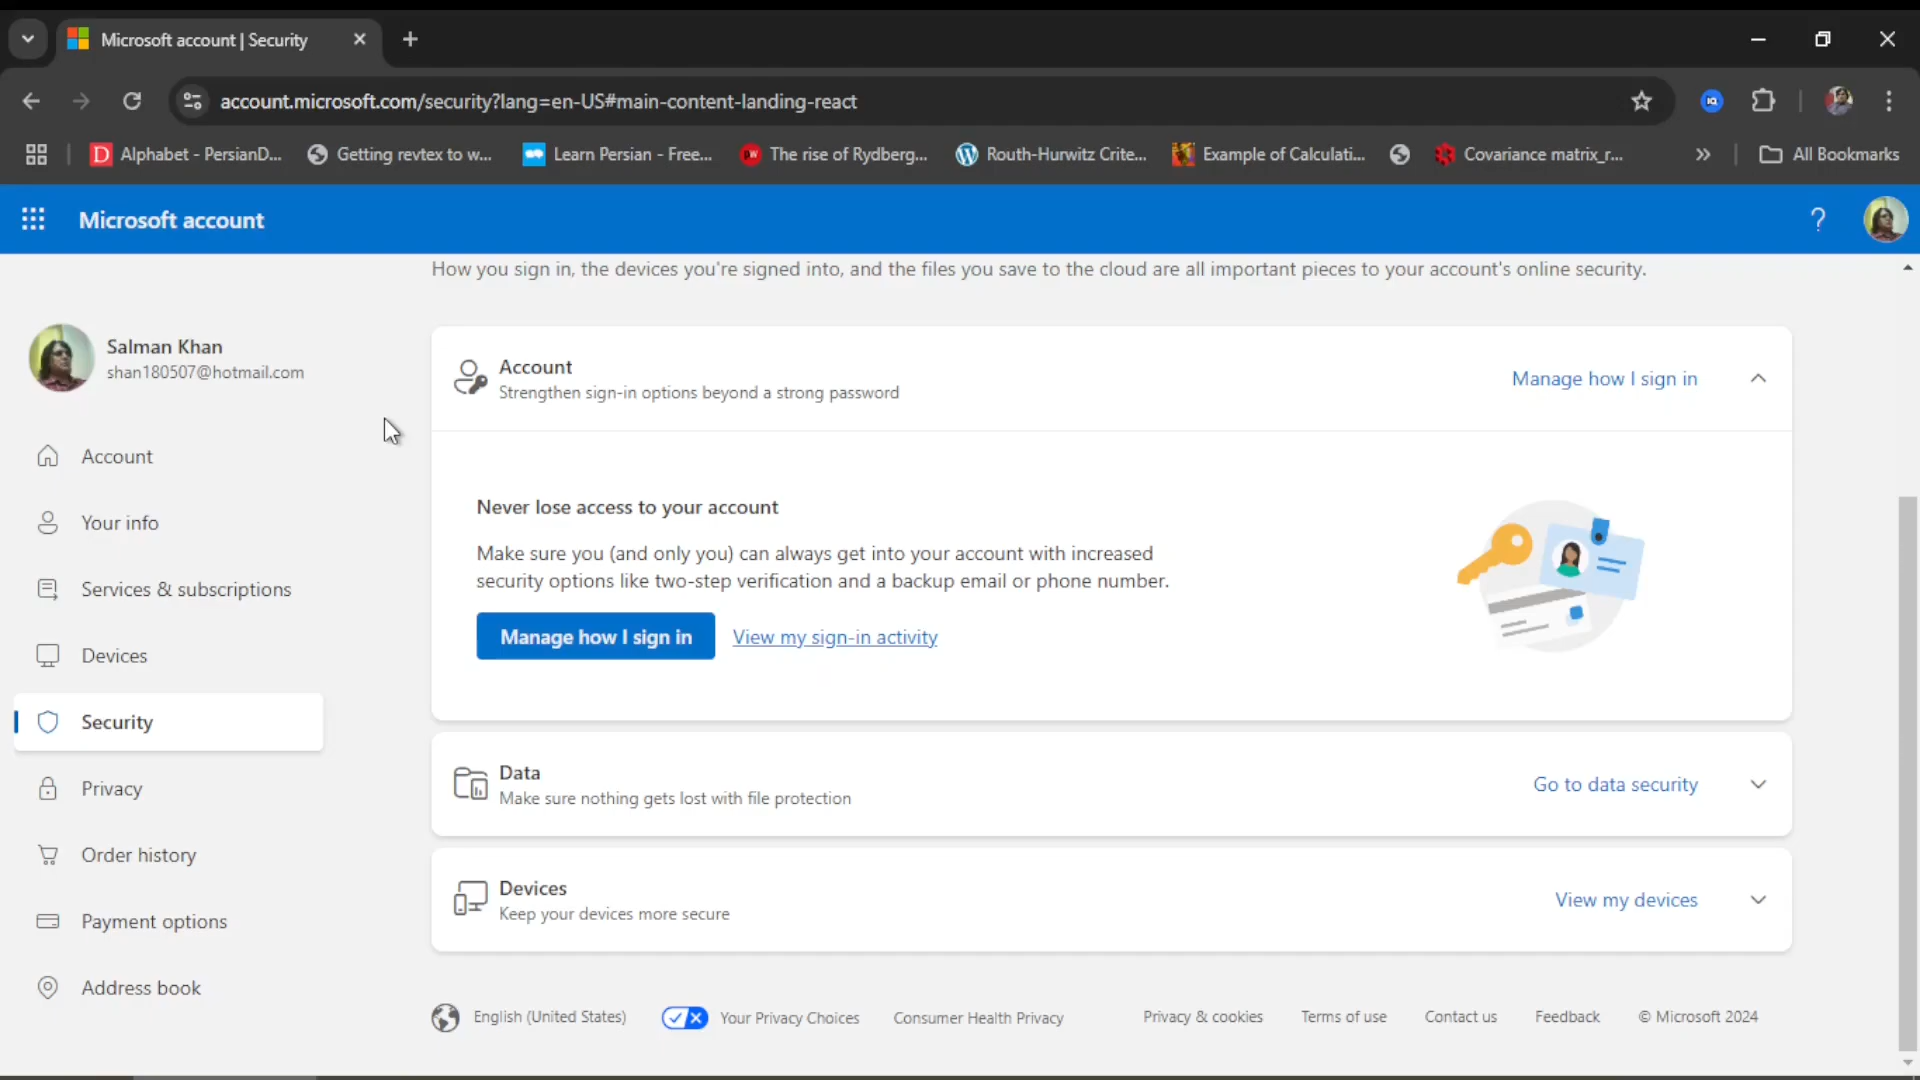 Microsoft account | Security
account.microsoft.com/security?lang=en-US#main-content-landing-react
Alphabet - PersianD...
Getting revtex to w...
Learn Persian - Free...
The rise of Rydberg...
Routh-Hurwitz Crite...
Example of Calculati...
Covariance matrix_r...
All Bookmarks
Microsoft account
How you sign in, the devices you're signed into, and the files you save to the cloud are all important pieces to your account's online security.
Salman Khan
shan180507@hotmail.com
Account
Your info
Services & subscriptions
Devices
Security
Privacy
Order history
Payment options
Address book
Account
Strengthen sign-in options beyond a strong password
Manage how I sign in
Never lose access to your account
Make sure you (and only you) can always get into your account with increased
security options like two-step verification and a backup email or phone number.
Manage how I sign in
View my sign-in activity
Data
Make sure nothing gets lost with file protection
Go to data security
Devices
Keep your devices more secure
View my devices
English (United States)
Your Privacy Choices
Consumer Health Privacy
Privacy & cookies
Terms of use
Contact us
Feedback
© Microsoft 2024